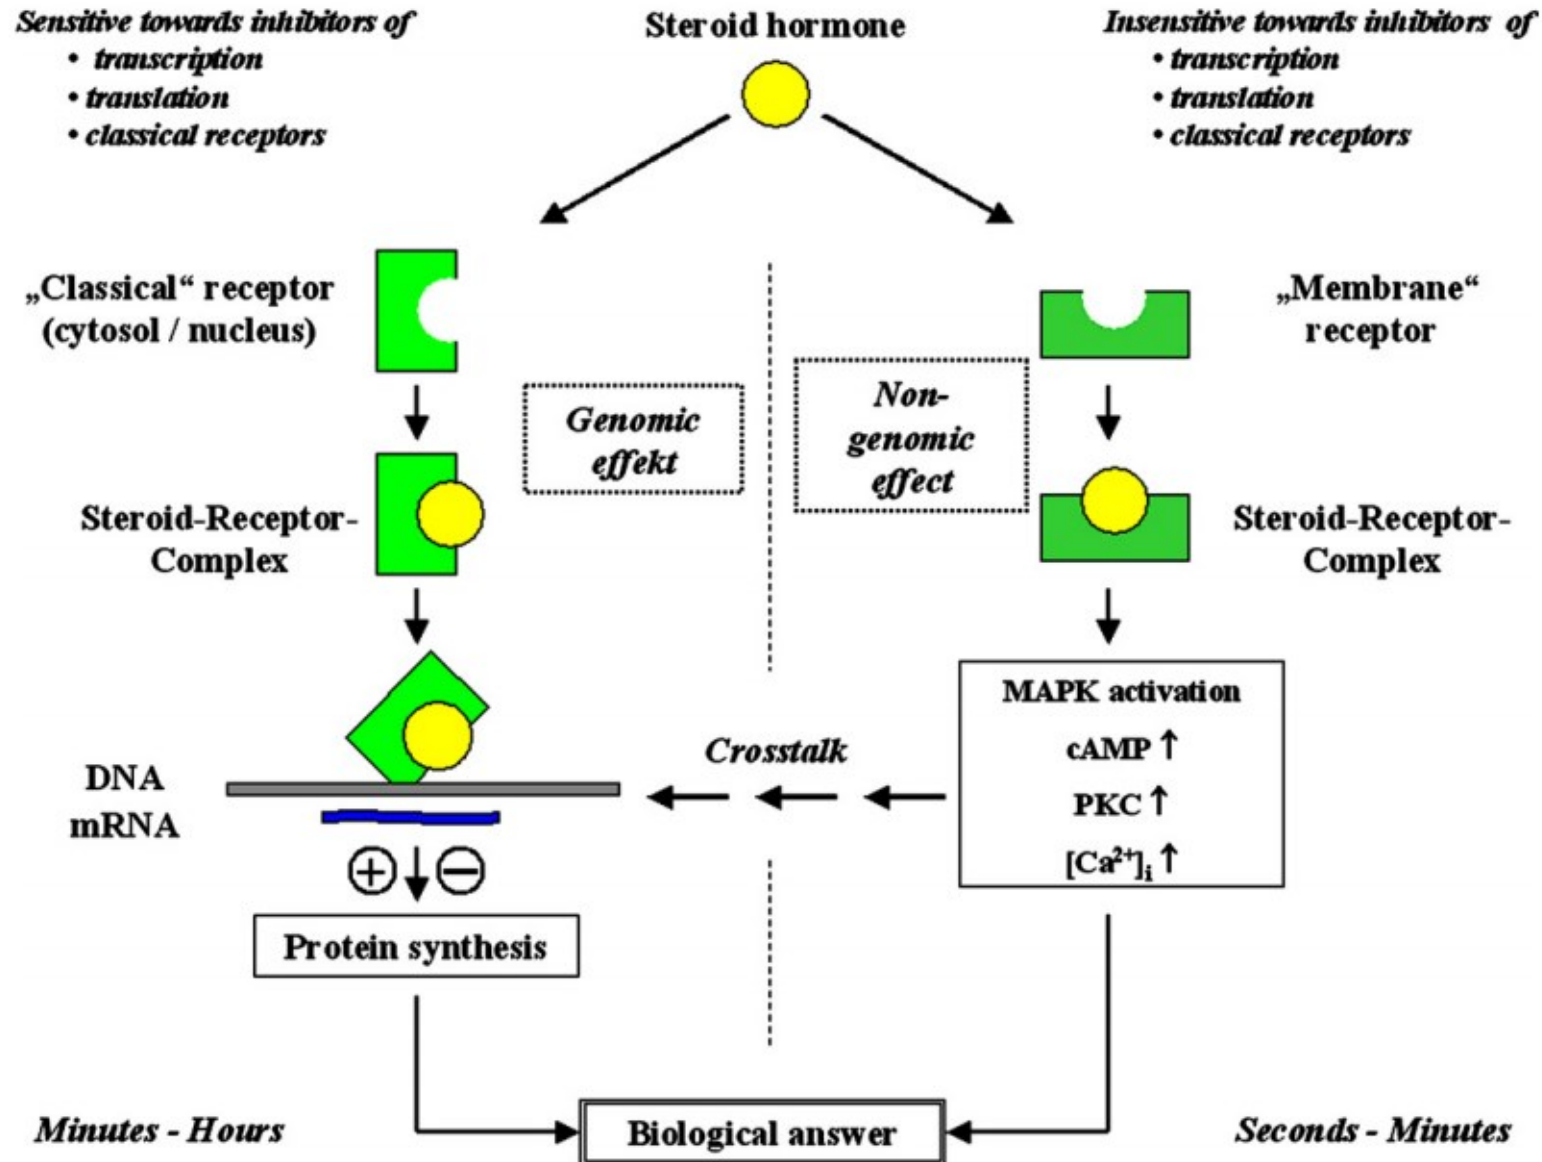 Sensitive towards inhibitors of
• transcription
• translation
• classical receptors
Steroid hormone
Insensitive towards inhibitors of
• transcription
• translation
• classical receptors
„Classical“ receptor
(cytosol / nucleus)
„Membrane“
receptor
Genomic
effekt
Non-
genomic
effect
Steroid-Receptor-
Complex
Steroid-Receptor-
Complex
DNA
mRNA
Crosstalk
MAPK activation
cAMP ↑
PKC ↑
[Ca²⁺]ᵢ ↑
+ −
Protein synthesis
Minutes - Hours
Biological answer
Seconds - Minutes